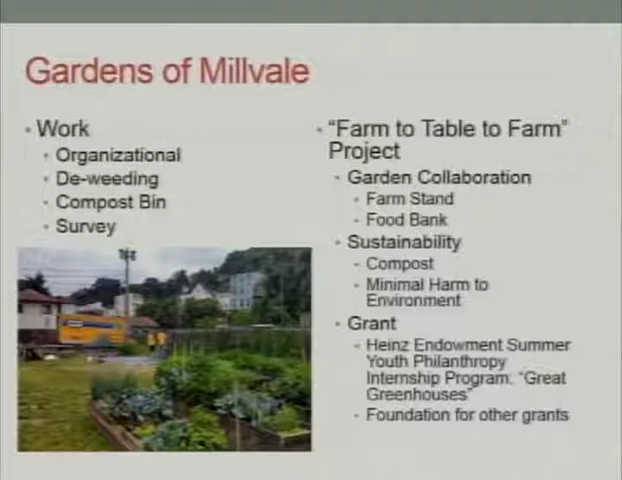 Gardens of Millvale
Work
Organizational
De-weeding
Compost Bin
Survey
"Farm to Table to Farm"
Project
Garden Collaboration
Farm Stand
Food Bank
Sustainability
Compost
Minimal Harm to
Environment
Grant
Heinz Endowment Summer
Youth Philanthropy
Internship Program: "Great
Greenhouses"
Foundation for other grants